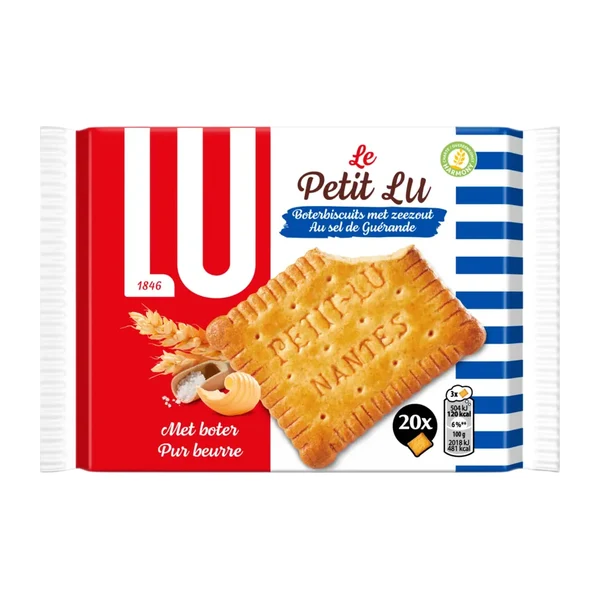 LU
1846
Le
Petit LU
Boterbiscuits met zeezout
Au sel de Guérande
HARMONY
PETIT-LU
NANTES
Met boter
Pur beurre
20x
3x
504 kJ
120 kcal
6%**
100 g
2018 kJ
481 kcal